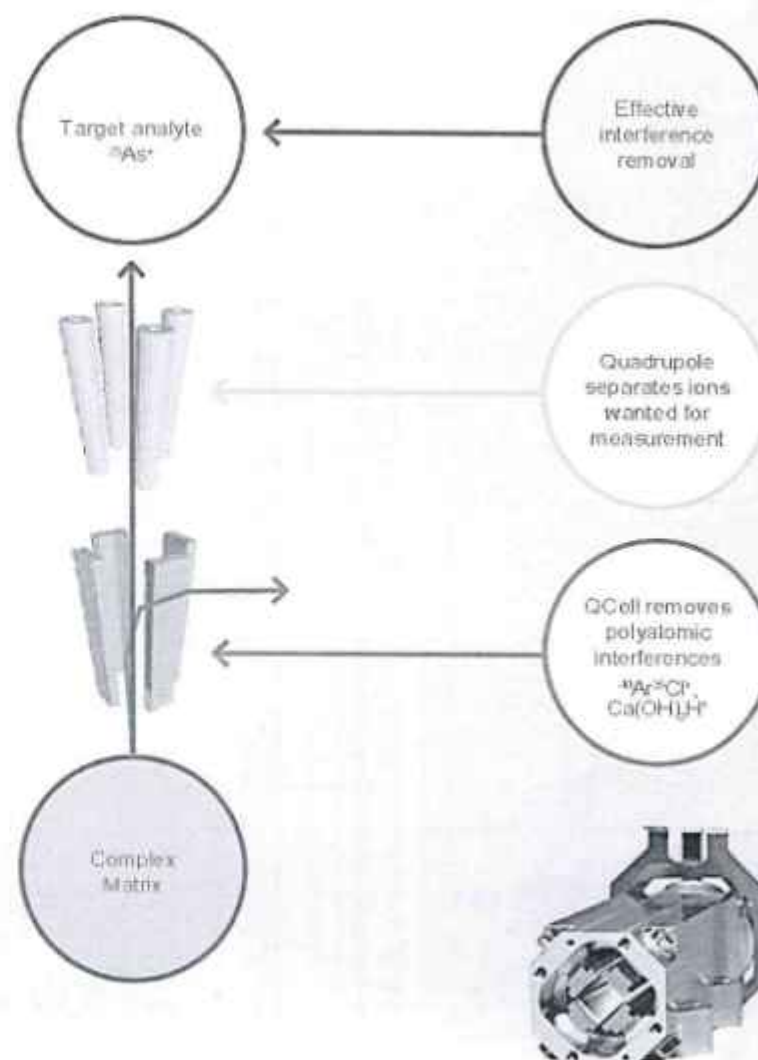 Target analyte
⁷⁵As⁺
Effective
interference
removal
Quadrupole
separates ions
wanted for
measurement
QCell removes
polyatomic
interferences
⁴⁰Ar³⁵Cl⁺,
Ca(OH)₂H⁺
Complex
Matrix